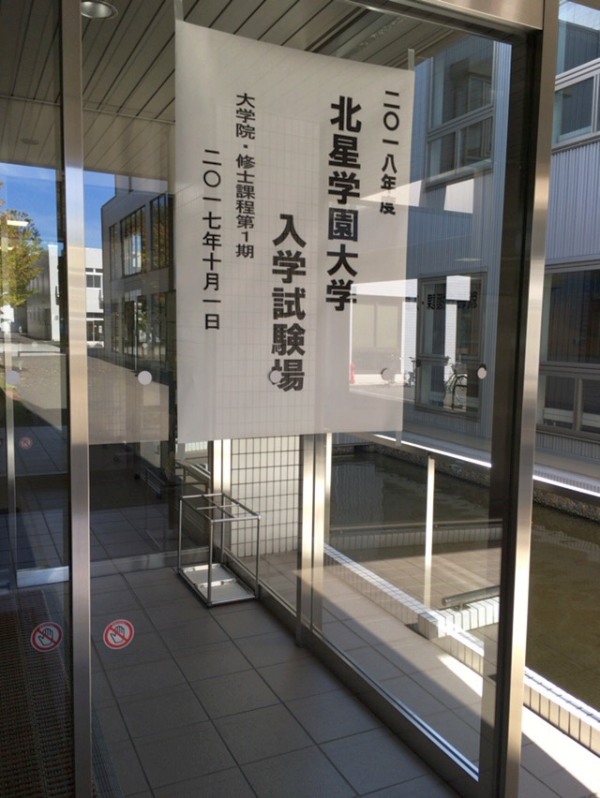 二〇一八年度
北星学園大学
入学試験場
大学院・修士課程第1期
二〇一七年十月一日